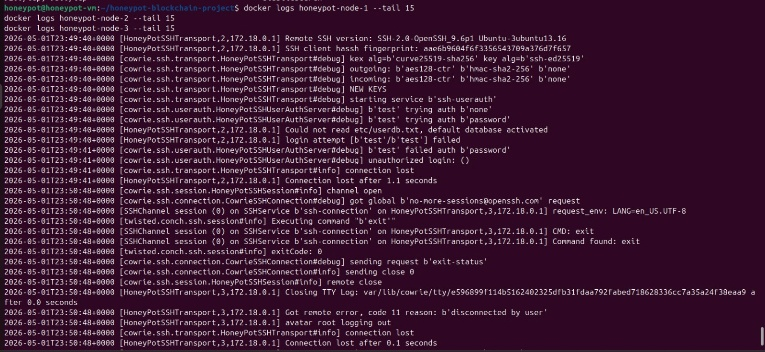 honeypot@honeypot-vm:~/honeypot-blockchain-project$ docker logs honeypot-node-1 --tail 15
docker logs honeypot-node-2 --tail 15
docker logs honeypot-node-3 --tail 15
2026-05-01T23:49:40+0000 [HoneyPotSSHTransport,2,172.18.0.1] Remote SSH version: SSH-2.0-OpenSSH_9.6p1 Ubuntu-3ubuntu13.16
2026-05-01T23:49:40+0000 [HoneyPotSSHTransport,2,172.18.0.1] SSH client hassh fingerprint: aae6b9604f6f3356543709a376d7f657
2026-05-01T23:49:40+0000 [cowrie.ssh.transport.HoneyPotSSHTransport#debug] kex alg=b'curve25519-sha256' key alg=b'ssh-ed25519'
2026-05-01T23:49:40+0000 [cowrie.ssh.transport.HoneyPotSSHTransport#debug] outgoing: b'aes128-ctr' b'hmac-sha2-256' b'none'
2026-05-01T23:49:40+0000 [cowrie.ssh.transport.HoneyPotSSHTransport#debug] incoming: b'aes128-ctr' b'hmac-sha2-256' b'none'
2026-05-01T23:49:40+0000 [cowrie.ssh.transport.HoneyPotSSHTransport#debug] NEW KEYS
2026-05-01T23:49:40+0000 [cowrie.ssh.transport.HoneyPotSSHTransport#debug] starting service b'ssh-userauth'
2026-05-01T23:49:40+0000 [cowrie.ssh.userauth.HoneyPotSSHUserAuthServer#debug] b'test' trying auth b'none'
2026-05-01T23:49:40+0000 [cowrie.ssh.userauth.HoneyPotSSHUserAuthServer#debug] b'test' trying auth b'password'
2026-05-01T23:49:40+0000 [HoneyPotSSHTransport,2,172.18.0.1] Could not read etc/userdb.txt, default database activated
2026-05-01T23:49:40+0000 [HoneyPotSSHTransport,2,172.18.0.1] login attempt [b'test'/b'test'] failed
2026-05-01T23:49:41+0000 [cowrie.ssh.userauth.HoneyPotSSHUserAuthServer#debug] b'test' failed auth b'password'
2026-05-01T23:49:41+0000 [cowrie.ssh.userauth.HoneyPotSSHUserAuthServer#debug] unauthorized login: ()
2026-05-01T23:49:41+0000 [cowrie.ssh.transport.HoneyPotSSHTransport#info] connection lost
2026-05-01T23:49:41+0000 [HoneyPotSSHTransport,2,172.18.0.1] Connection lost after 1.1 seconds
2026-05-01T23:50:48+0000 [cowrie.ssh.session.HoneyPotSSHSession#info] channel open
2026-05-01T23:50:48+0000 [cowrie.ssh.connection.CowrieSSHConnection#debug] got global b'no-more-sessions@openssh.com' request
2026-05-01T23:50:48+0000 [SSHChannel session (0) on SSHService b'ssh-connection' on HoneyPotSSHTransport,3,172.18.0.1] request_env: LANG=en_US.UTF-8
2026-05-01T23:50:48+0000 [twisted.conch.ssh.session#info] Executing command "b'exit'"
2026-05-01T23:50:48+0000 [SSHChannel session (0) on SSHService b'ssh-connection' on HoneyPotSSHTransport,3,172.18.0.1] CMD: exit
2026-05-01T23:50:48+0000 [SSHChannel session (0) on SSHService b'ssh-connection' on HoneyPotSSHTransport,3,172.18.0.1] Command found: exit
2026-05-01T23:50:48+0000 [twisted.conch.ssh.session#info] exitCode: 0
2026-05-01T23:50:48+0000 [cowrie.ssh.connection.CowrieSSHConnection#debug] sending request b'exit-status'
2026-05-01T23:50:48+0000 [cowrie.ssh.connection.CowrieSSHConnection#info] sending close 0
2026-05-01T23:50:48+0000 [cowrie.ssh.session.HoneyPotSSHSession#info] remote close
2026-05-01T23:50:48+0000 [HoneyPotSSHTransport,3,172.18.0.1] Closing TTY Log: var/lib/cowrie/tty/e596899f114b5162402325dfb31fdaa792fabed718628336cc7a35a24f38eaa9 a
fter 0.0 seconds
2026-05-01T23:50:48+0000 [HoneyPotSSHTransport,3,172.18.0.1] Got remote error, code 11 reason: b'disconnected by user'
2026-05-01T23:50:48+0000 [HoneyPotSSHTransport,3,172.18.0.1] avatar root logging out
2026-05-01T23:50:48+0000 [cowrie.ssh.transport.HoneyPotSSHTransport#info] connection lost
2026-05-01T23:50:48+0000 [HoneyPotSSHTransport,3,172.18.0.1] Connection lost after 0.1 seconds